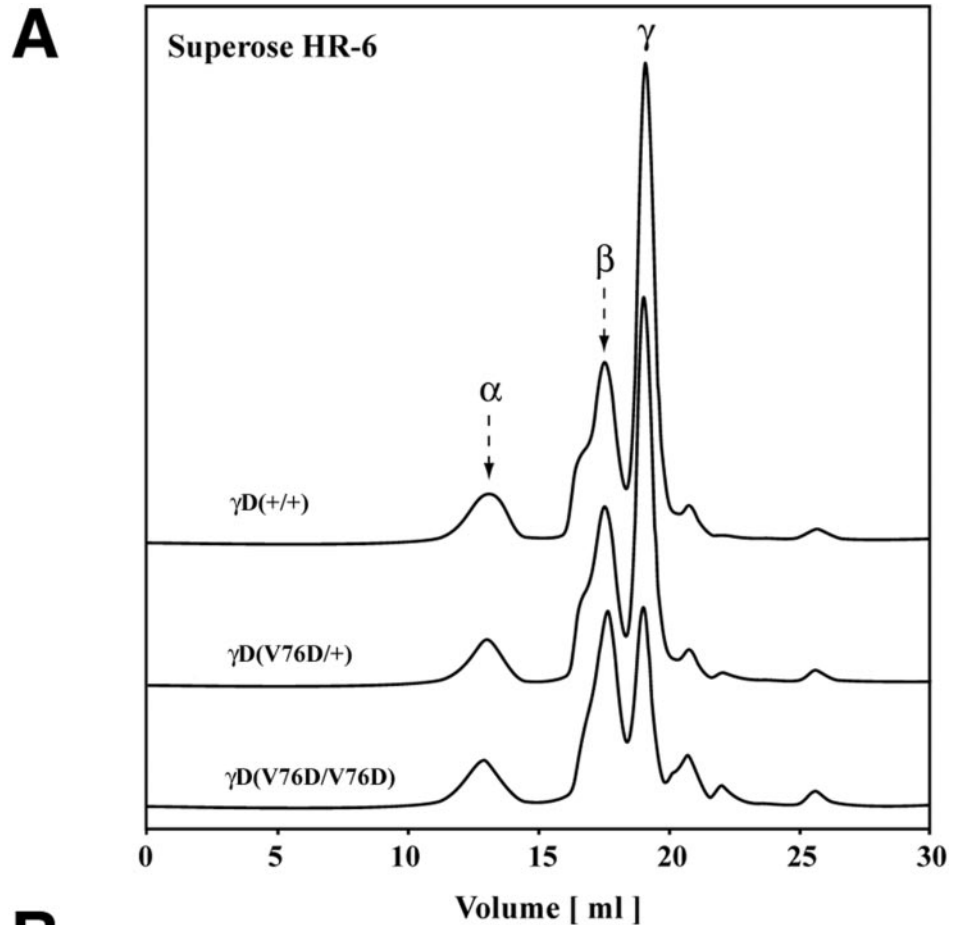 A
Superose HR-6
γ
β
α
γD(+/+)
γD(V76D/+)
γD(V76D/V76D)
0 5 10 15 20 25 30
Volume [ ml ]